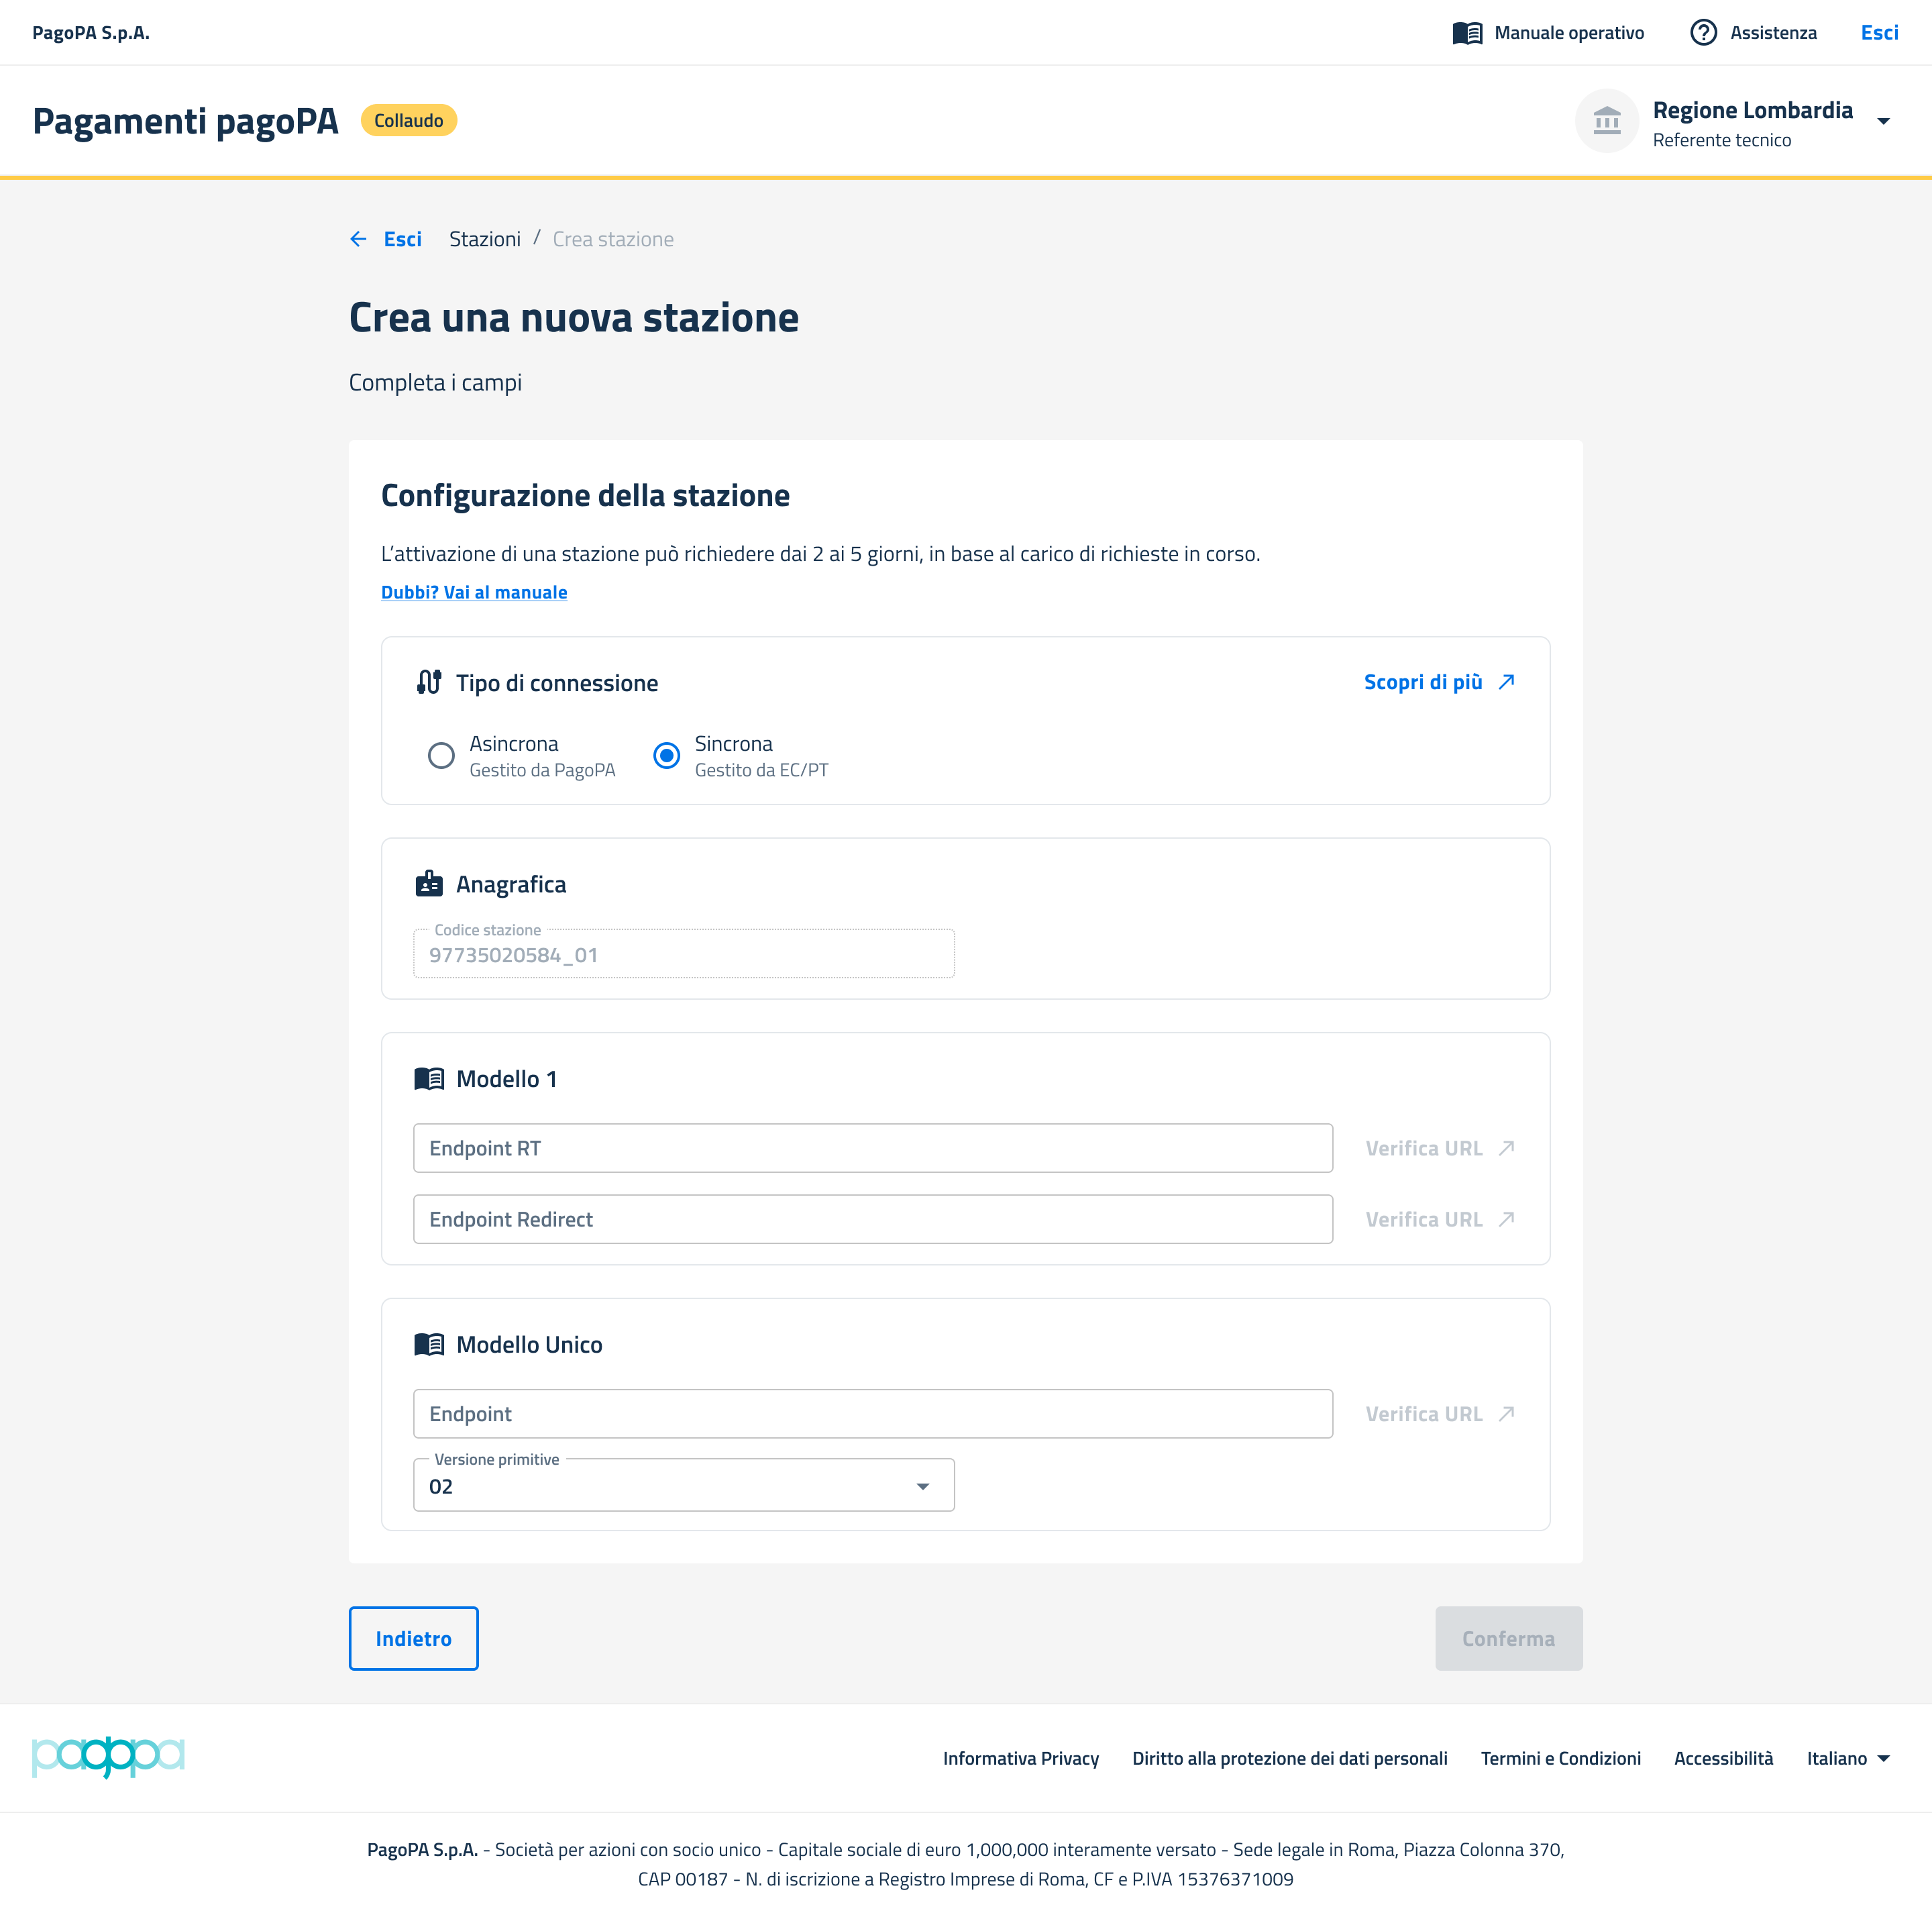 PagoPA S.p.A.
Manuale operativo
Assistenza
Esci
Pagamenti pagoPA
Collaudo
Regione Lombardia
Referente tecnico
Esci
Stazioni / Crea stazione
Crea una nuova stazione
Completa i campi
Configurazione della stazione
L’attivazione di una stazione può richiedere dai 2 ai 5 giorni, in base al carico di richieste in corso.
Dubbi? Vai al manuale
Tipo di connessione
Scopri di più
Asincrona
Gestito da PagoPA
Sincrona
Gestito da EC/PT
Anagrafica
Codice stazione
97735020584_01
Modello 1
Endpoint RT
Verifica URL
Endpoint Redirect
Verifica URL
Modello Unico
Endpoint
Verifica URL
Versione primitive
02
Indietro
Conferma
pagopa
Informativa Privacy
Diritto alla protezione dei dati personali
Termini e Condizioni
Accessibilità
Italiano
PagoPA S.p.A. - Società per azioni con socio unico - Capitale sociale di euro 1,000,000 interamente versato - Sede legale in Roma, Piazza Colonna 370,
CAP 00187 - N. di iscrizione a Registro Imprese di Roma, CF e P.IVA 15376371009